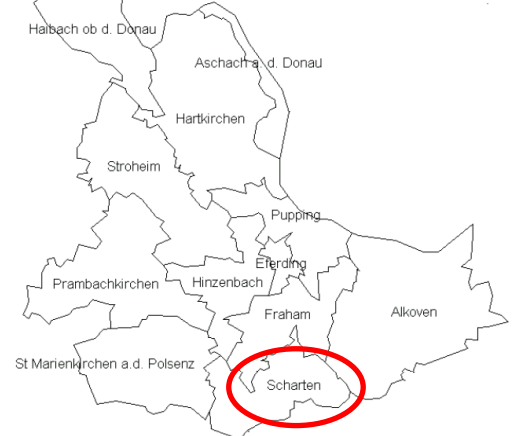 Haibach ob d. Donau
Aschach a. d. Donau
Hartkirchen
Stroheim
Pupping
Eferding
Prambachkirchen
Hinzenbach
Fraham
Alkoven
St Marienkirchen a.d. Polsenz
Scharten